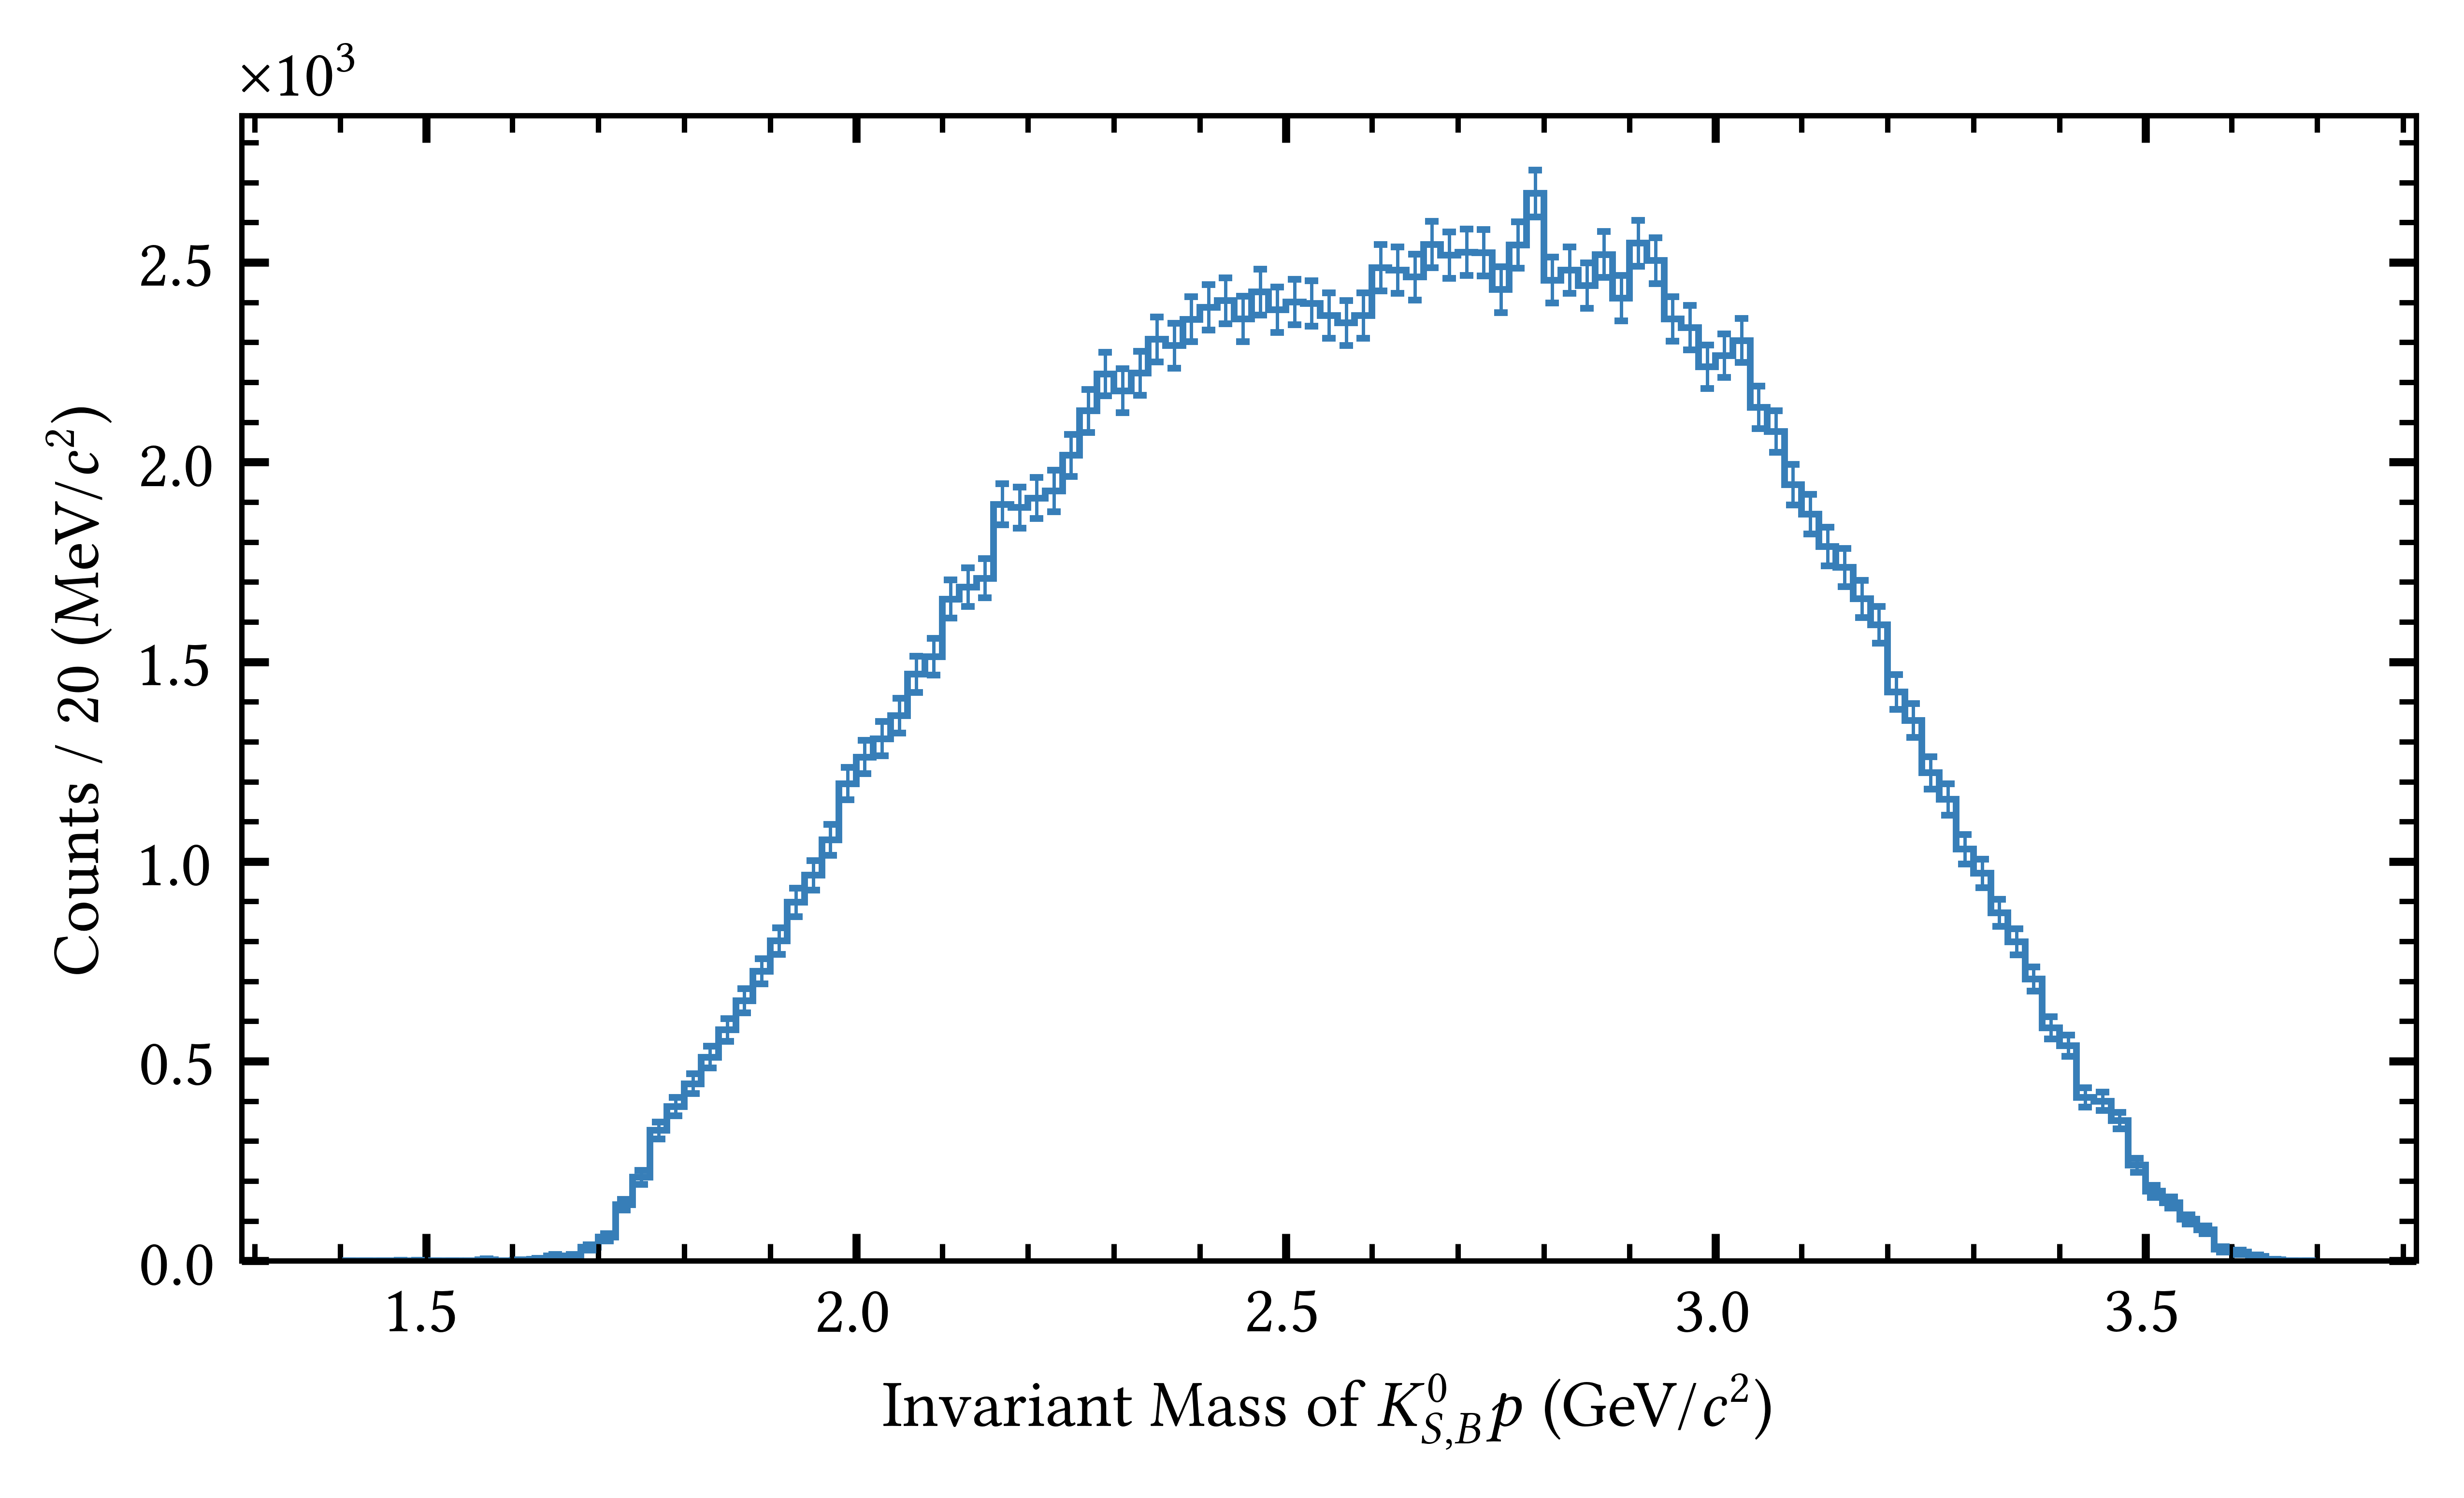 ×10³
Counts / 20 (MeV/c²)
2.5
2.0
1.5
1.0
0.5
0.0
1.5 2.0 2.5 3.0 3.5
Invariant Mass of K⁰_{S,B} p (GeV/c²)